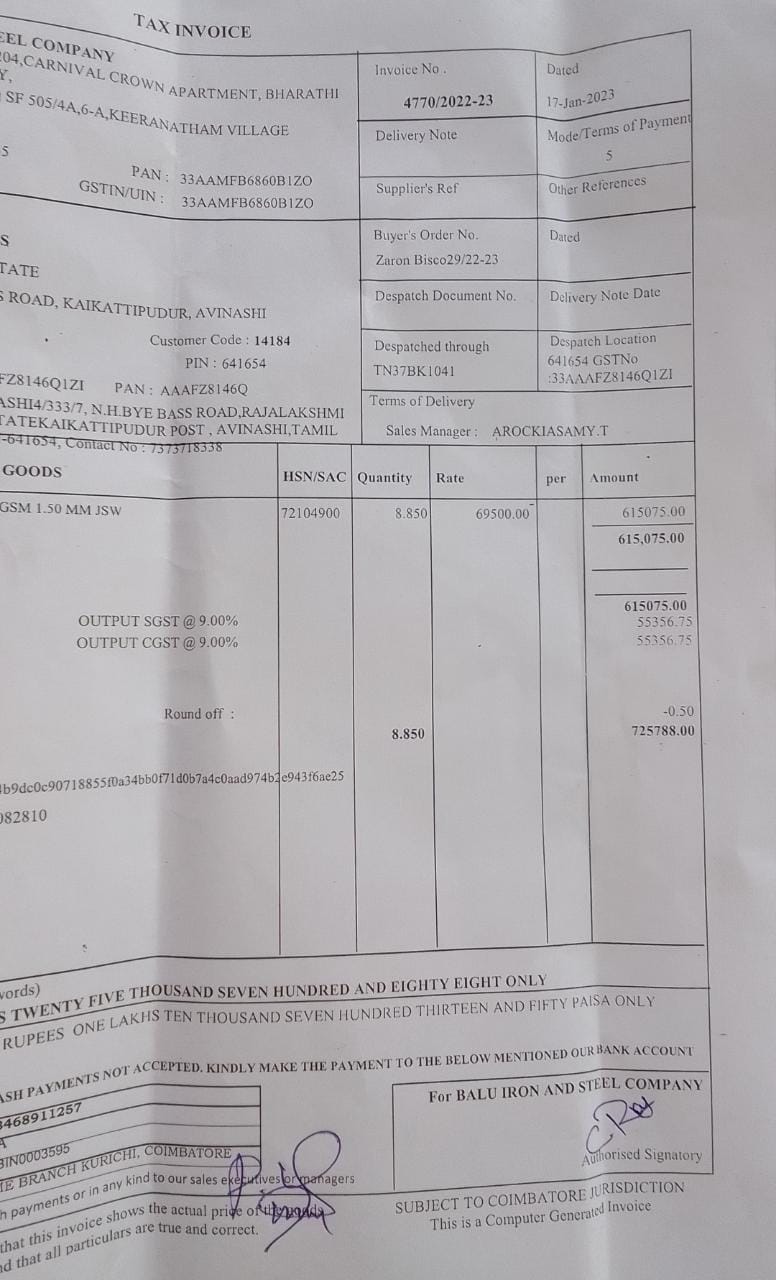 TAX INVOICE
EEL COMPANY
204,CARNIVAL CROWN APARTMENT, BHARATHI
Y,
SF 505/4A,6-A,KEERANATHAM VILLAGE
5
PAN : 33AAMFB6860B1ZO
GSTIN/UIN : 33AAMFB6860B1ZO
Invoice No .
4770/2022-23
Dated
17-Jan-2023
Delivery Note
Mode/Terms of Payment
5
Supplier's Ref
Other References
Buyer's Order No.
Zaron Bisco29/22-23
Dated
Despatch Document No.
Delivery Note Date
Despatched through
TN37BK1041
Despatch Location
641654 GSTNo
:33AAAFZ8146Q1ZI
Terms of Delivery
Sales Manager : AROCKIASAMY.T
S
TATE
S ROAD, KAIKATTIPUDUR, AVINASHI
Customer Code : 14184
PIN : 641654
FZ8146Q1ZI PAN : AAAFZ8146Q
ASHI4/333/7, N.H.BYE BASS ROAD,RAJALAKSHMI
TATEKAIKATTIPUDUR POST , AVINASHI,TAMIL
-641654, Contact No : 7373718338
GOODS HSN/SAC Quantity Rate per Amount
GSM 1.50 MM JSW 72104900 8.850 69500.00 615075.00
615,075.00
615075.00
OUTPUT SGST @ 9.00% 55356.75
OUTPUT CGST @ 9.00% 55356.75
Round off : -0.50
8.850 725788.00
4b9dc0c90718855f0a34bb0f71d0b7a4c0aad974b2e943f6ae25
082810
vords)
S TWENTY FIVE THOUSAND SEVEN HUNDRED AND EIGHTY EIGHT ONLY
RUPEES ONE LAKHS TEN THOUSAND SEVEN HUNDRED THIRTEEN AND FIFTY PAISA ONLY
ASH PAYMENTS NOT ACCEPTED. KINDLY MAKE THE PAYMENT TO THE BELOW MENTIONED OUR BANK ACCOUNT
3468911257
A
BIN0003595
IE BRANCH KURICHI, COIMBATORE
h payments or in any kind to our sales executives or managers
that this invoice shows the actual price of the goods
nd that all particulars are true and correct.
For BALU IRON AND STEEL COMPANY
Authorised Signatory
SUBJECT TO COIMBATORE JURISDICTION
This is a Computer Generated Invoice